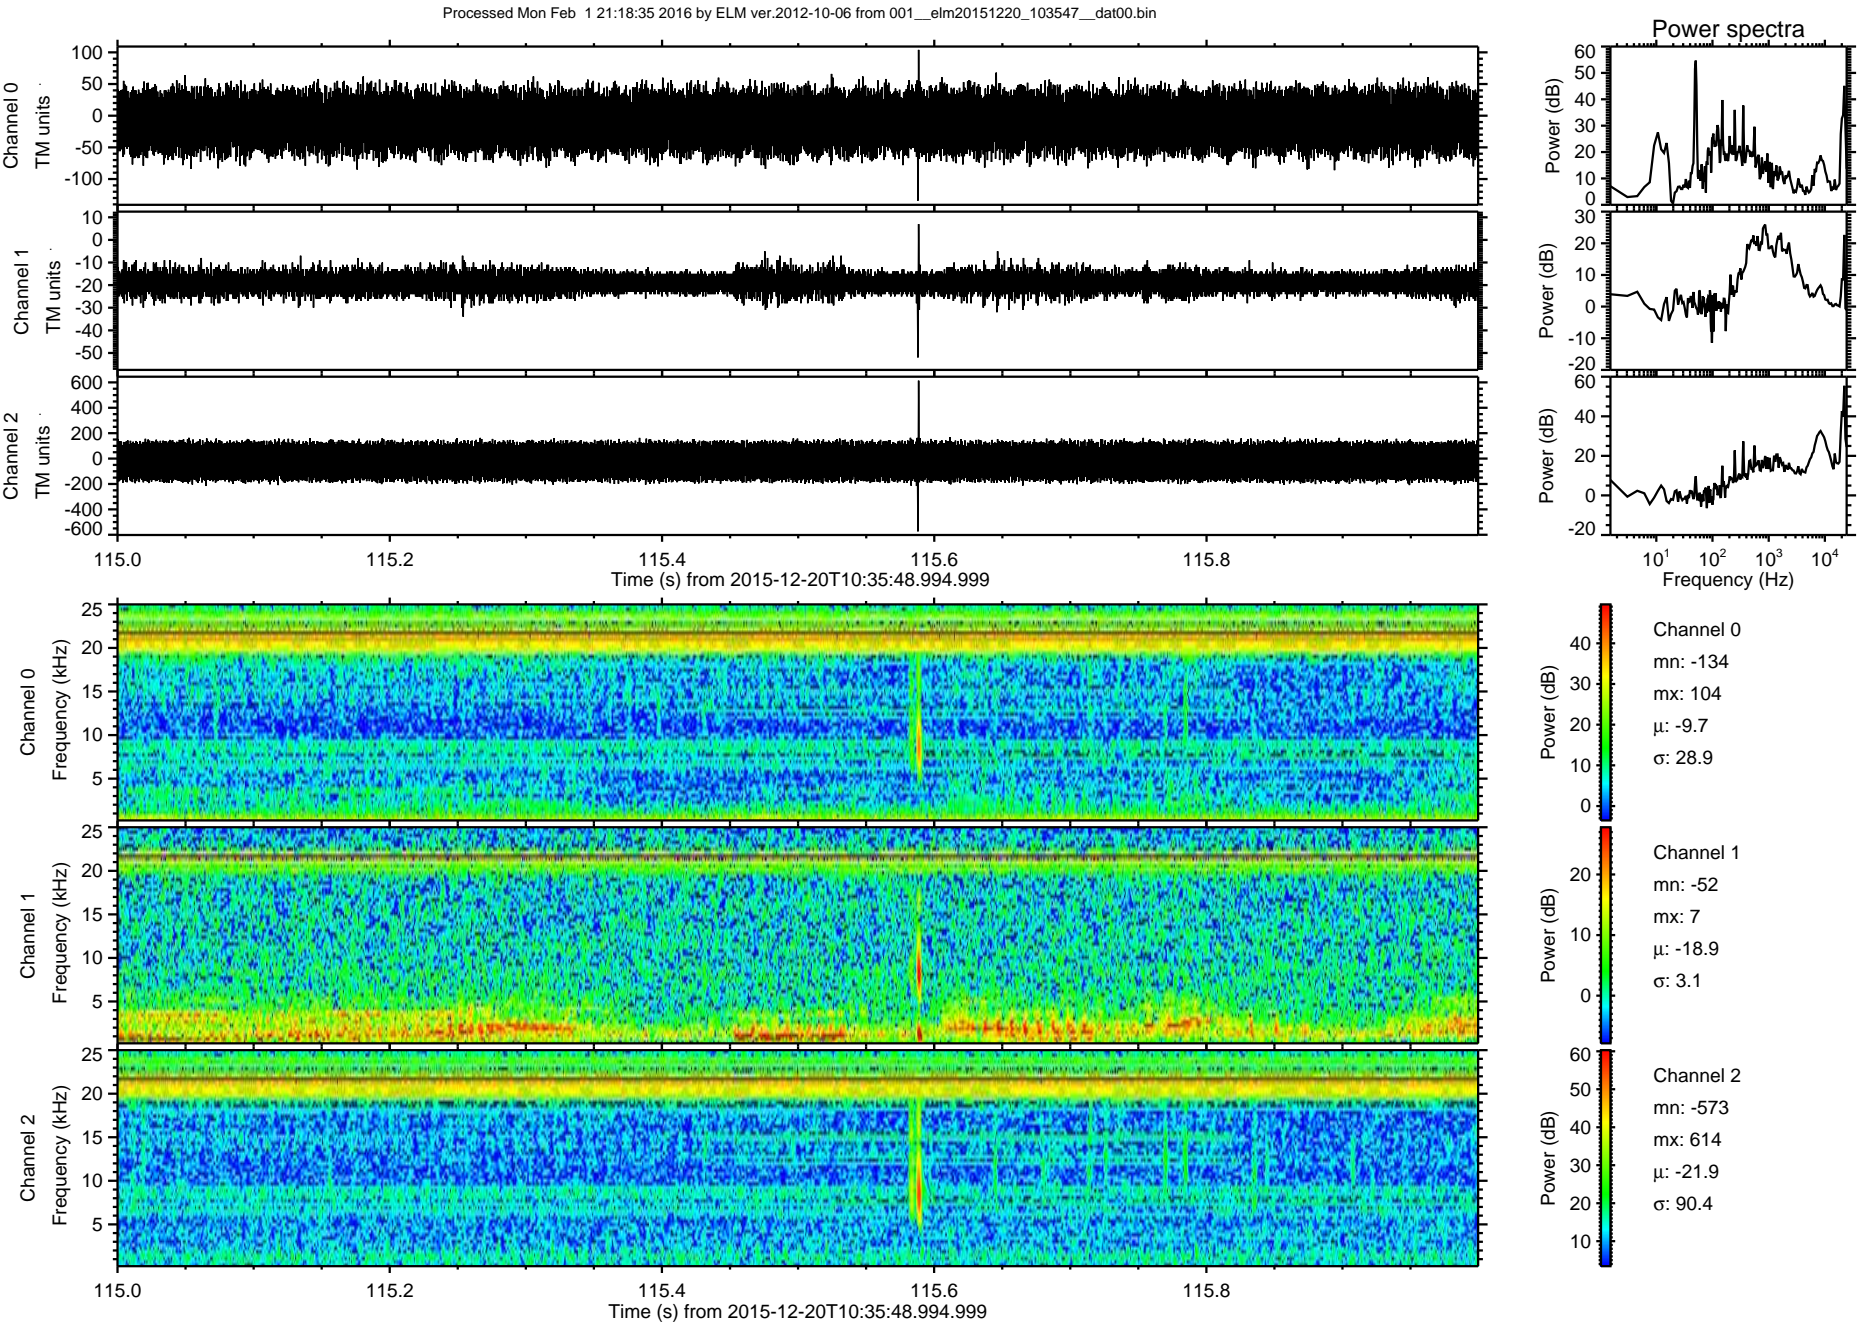 Processed Mon Feb  1 21:18:35 2016 by ELM ver.2012-10-06 from 001__elm20151220_103547__dat00.bin
Power spectra
Channel 0
TM units
100
50
0
-50
-100
Power (dB)
60
50
40
30
20
10
0
Channel 1
TM units
10
0
-10
-20
-30
-40
-50
Power (dB)
30
20
10
0
-10
-20
Channel 2
TM units
600
400
200
0
-200
-400
-600
Power (dB)
60
40
20
0
-20
115.0 115.2 115.4 115.6 115.8
Time (s) from 2015-12-20T10:35:48.994.999
10^1 10^2 10^3 10^4
Frequency (Hz)
Channel 0
Frequency (kHz)
25
20
15
10
5
Power (dB)
40
30
20
10
0
Channel 0
mn: -134
mx: 104
μ: -9.7
σ: 28.9
Channel 1
Frequency (kHz)
25
20
15
10
5
Power (dB)
20
10
0
Channel 1
mn: -52
mx: 7
μ: -18.9
σ: 3.1
Channel 2
Frequency (kHz)
25
20
15
10
5
Power (dB)
60
50
40
30
20
10
Channel 2
mn: -573
mx: 614
μ: -21.9
σ: 90.4
115.0 115.2 115.4 115.6 115.8
Time (s) from 2015-12-20T10:35:48.994.999